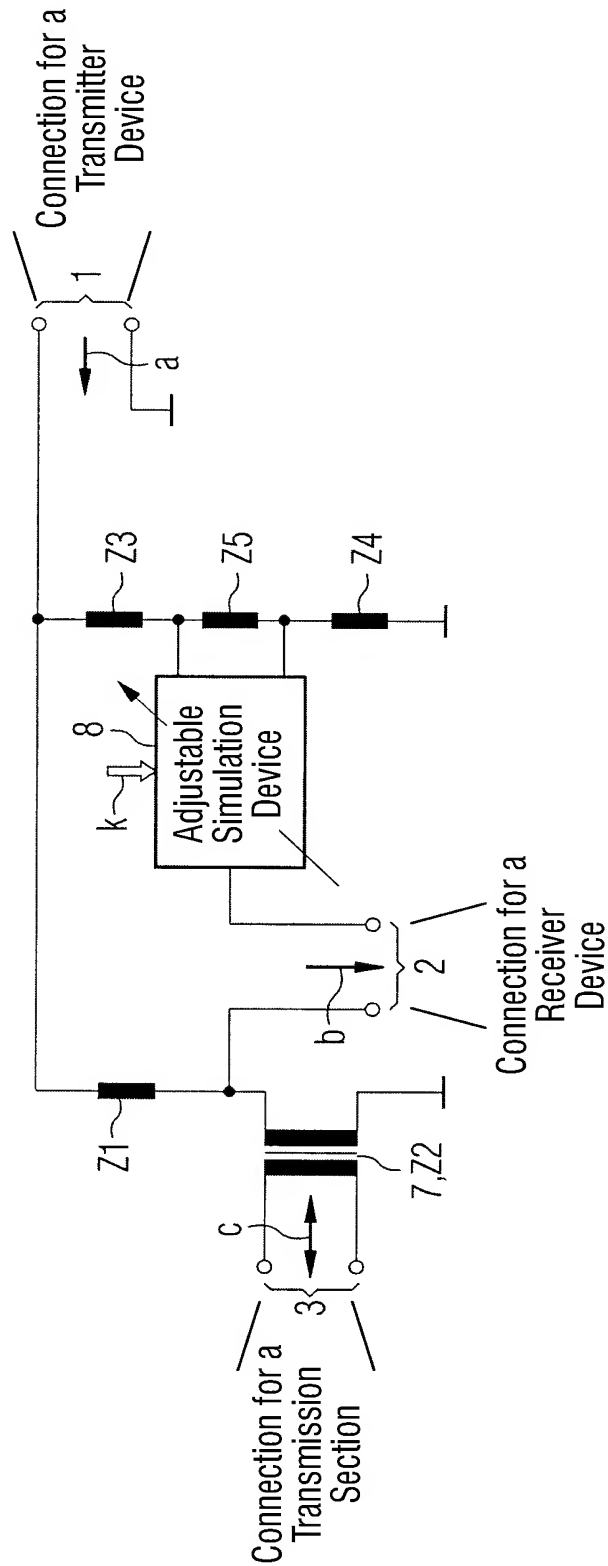 Connection for a
Transmitter
Device
1
a
Z3
Z5
Z4
8
k
Adjustable
Simulation
Device
b
2
Connection for a
Receiver
Device
Z1
7,Z2
c
3
Connection for a
Transmission
Section